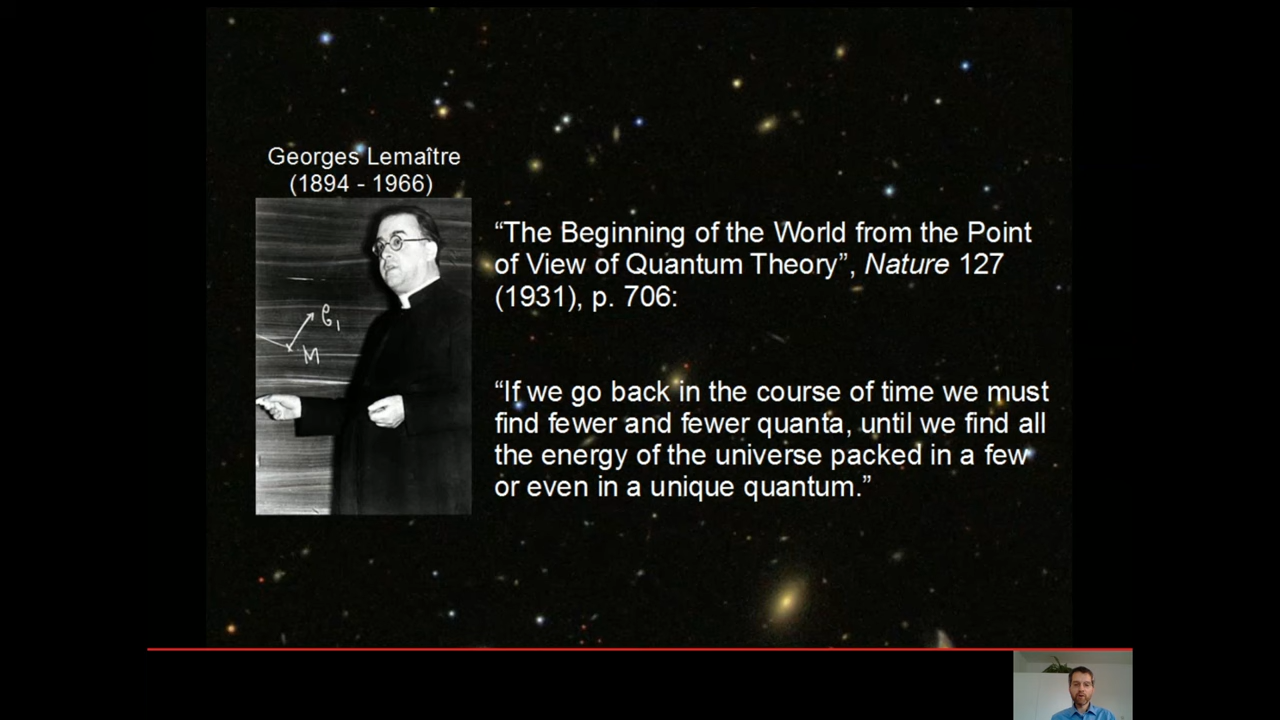 Georges Lemaître
(1894 - 1966)
“The Beginning of the World from the Point
of View of Quantum Theory”, Nature 127
(1931), p. 706:
“If we go back in the course of time we must
find fewer and fewer quanta, until we find all
the energy of the universe packed in a few
or even in a unique quantum.”
M